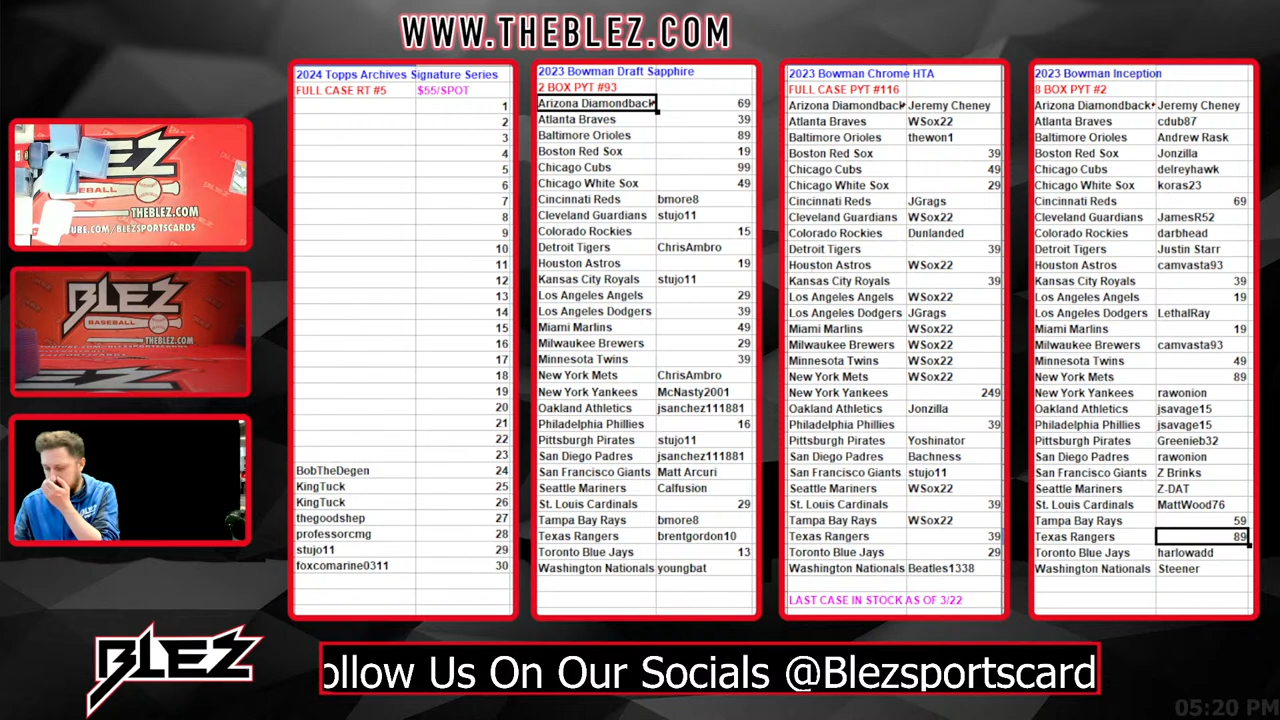 WWW.THEBLEZ.COM
BLEZ
BASEBALL
THEBLEZ.COM
UBE.COM/BLEZSPORTSCARDS
BLEZ
BASEBALL
THEBLEZ.COM
2024 Topps Archives Signature Series
FULL CASE RT #5 $55/SPOT
1
2
3
4
5
6
7
8
9
10
11
12
13
14
15
16
17
18
19
20
21
22
23
BobTheDegen 24
KingTuck 25
KingTuck 26
thegoodshep 27
professorcmg 28
stujo11 29
foxcomarine0311 30
2023 Bowman Draft Sapphire
2 BOX PYT #93
Arizona Diamondback 69
Atlanta Braves 39
Baltimore Orioles 89
Boston Red Sox 19
Chicago Cubs 99
Chicago White Sox 49
Cincinnati Reds bmore8
Cleveland Guardians stujo11
Colorado Rockies 15
Detroit Tigers ChrisAmbro
Houston Astros 19
Kansas City Royals stujo11
Los Angeles Angels 29
Los Angeles Dodgers 39
Miami Marlins 49
Milwaulkee Brewers 29
Minnesota Twins 39
New York Mets ChrisAmbro
New York Yankees McNasty2001
Oakland Athletics jsanchez111881
Philadelphia Phillies 16
Pittsburgh Pirates stujo11
San Diego Padres jsanchez111881
San Francisco Giants Matt Arcuri
Seattle Mariners Calfusion
St. Louis Cardinals 29
Tampa Bay Rays bmore8
Texas Rangers brentgordon10
Toronto Blue Jays 13
Washington Nationals youngbat
2023 Bowman Chrome HTA
FULL CASE PYT #116
Arizona Diamondback Jeremy Cheney
Atlanta Braves WSox22
Baltimore Orioles thewon1
Boston Red Sox 39
Chicago Cubs 49
Chicago White Sox 29
Cincinnati Reds JGrags
Cleveland Guardians WSox22
Colorado Rockies Dunlanded
Detroit Tigers 39
Houston Astros WSox22
Kansas City Royals 39
Los Angeles Angels WSox22
Los Angeles Dodgers JGrags
Miami Marlins WSox22
Milwaulkee Brewers WSox22
Minnesota Twins WSox22
New York Mets WSox22
New York Yankees 249
Oakland Athletics Jonzilla
Philadelphia Phillies 39
Pittsburgh Pirates Yoshinator
San Diego Padres Bachness
San Francisco Giants stujo11
Seattle Mariners WSox22
St. Louis Cardinals 39
Tampa Bay Rays WSox22
Texas Rangers 39
Toronto Blue Jays 29
Washington Nationals Beatles1338
LAST CASE IN STOCK AS OF 3/22
2023 Bowman Inception
8 BOX PYT #2
Arizona Diamondback Jeremy Cheney
Atlanta Braves cdub87
Baltimore Orioles Andrew Rask
Boston Red Sox Jonzilla
Chicago Cubs delreyhawk
Chicago White Sox koras23
Cincinnati Reds 69
Cleveland Guardians JamesR52
Colorado Rockies darbhead
Detroit Tigers Justin Starr
Houston Astros camvasta93
Kansas City Royals 39
Los Angeles Angels 19
Los Angeles Dodgers LethalRay
Miami Marlins 19
Milwaulkee Brewers camvasta93
Minnesota Twins 49
New York Mets 89
New York Yankees rawonion
Oakland Athletics jsavage15
Philadelphia Phillies jsavage15
Pittsburgh Pirates Greenieb32
San Diego Padres rawonion
San Francisco Giants Z Brinks
Seattle Mariners Z-DAT
St. Louis Cardinals MattWood76
Tampa Bay Rays 59
Texas Rangers 89
Toronto Blue Jays harlowadd
Washington Nationals Steener
BLEZ
ollow Us On Our Socials @Blezsportscard
05:20 PM